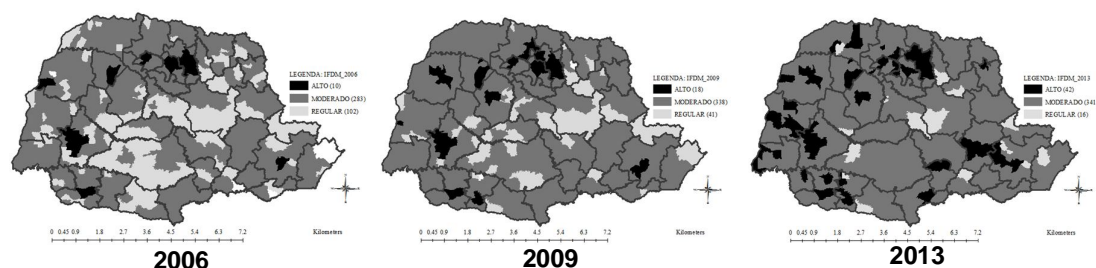 LEGENDA: IFDM_2006
ALTO (10)
MODERADO (283)
REGULAR (102)
0 0.45 0.9 1.8 2.7 3.6 4.5 5.4 6.3 7.2
Kilometers
2006
LEGENDA: IFDM_2009
ALTO (18)
MODERADO (338)
REGULAR (41)
0 0.45 0.9 1.8 2.7 3.6 4.5 5.4 6.3 7.2
Kilometers
2009
LEGENDA: IFDM_2013
ALTO (42)
MODERADO (341
REGULAR (16)
0 0.45 0.9 1.8 2.7 3.6 4.5 5.4 6.3 7.2
Kilometers
2013